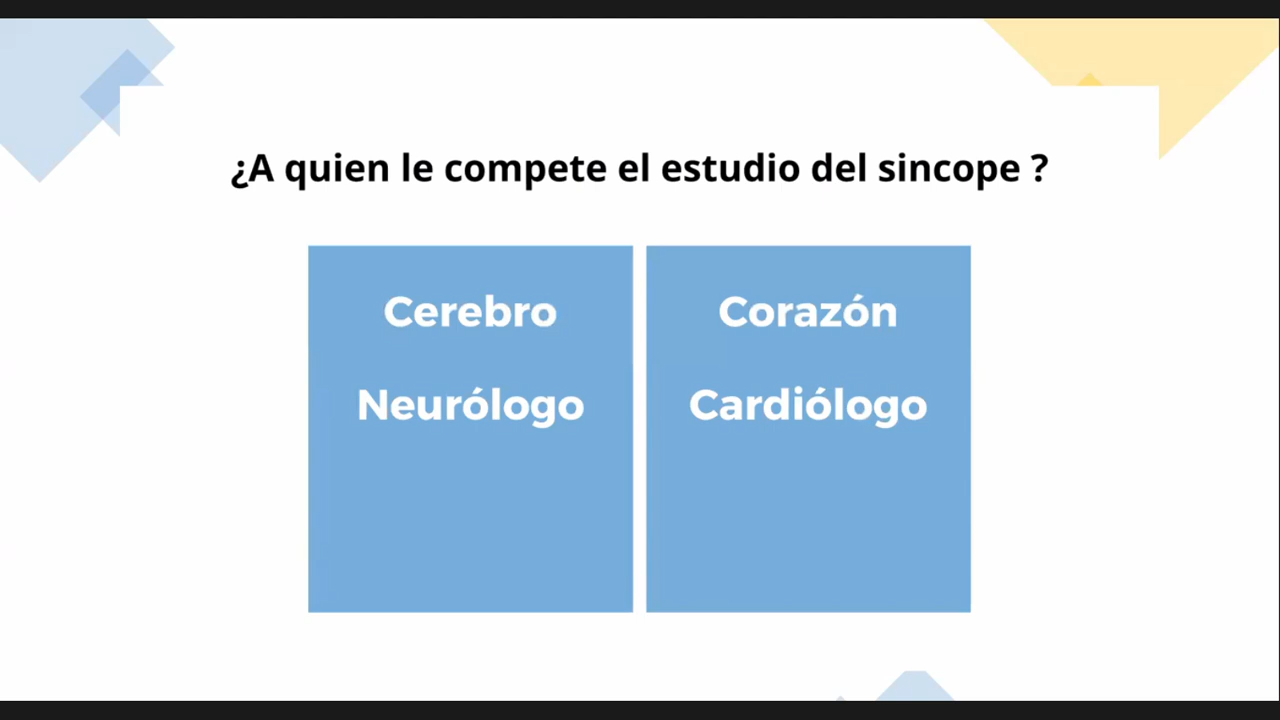 ¿A quien le compete el estudio del sincope ?
Cerebro
Neurólogo
Corazón
Cardiólogo